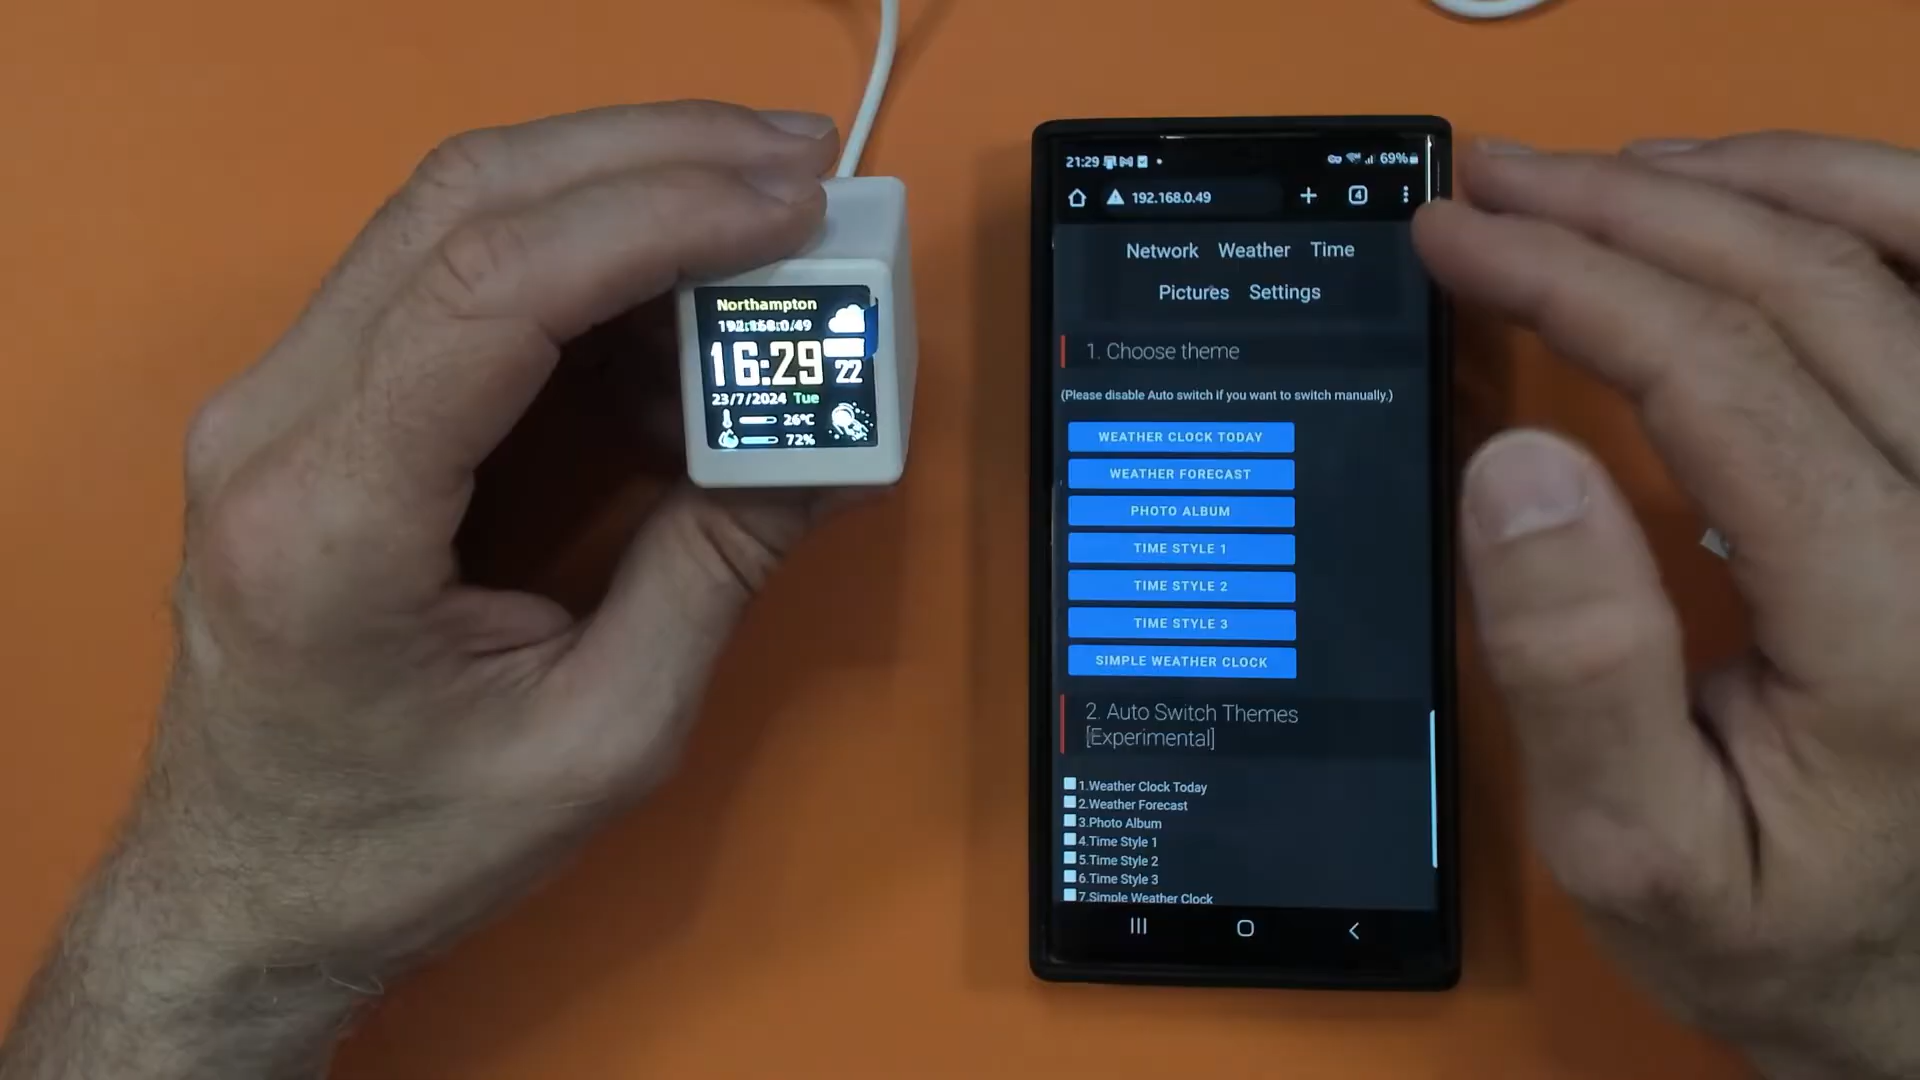 Northampton
16:29
22
23/7/2024 Tue
26℃
72%
21:29
69%
192.168.0.49
4
Network Weather Time
Pictures Settings
1. Choose theme
(Please disable Auto switch if you want to switch manually.)
WEATHER CLOCK TODAY
WEATHER FORECAST
PHOTO ALBUM
TIME STYLE 1
TIME STYLE 2
TIME STYLE 3
SIMPLE WEATHER CLOCK
2. Auto Switch Themes
[Experimental]
1.Weather Clock Today
2.Weather Forecast
3.Photo Album
4.Time Style 1
5.Time Style 2
6.Time Style 3
7.Simple Weather Clock